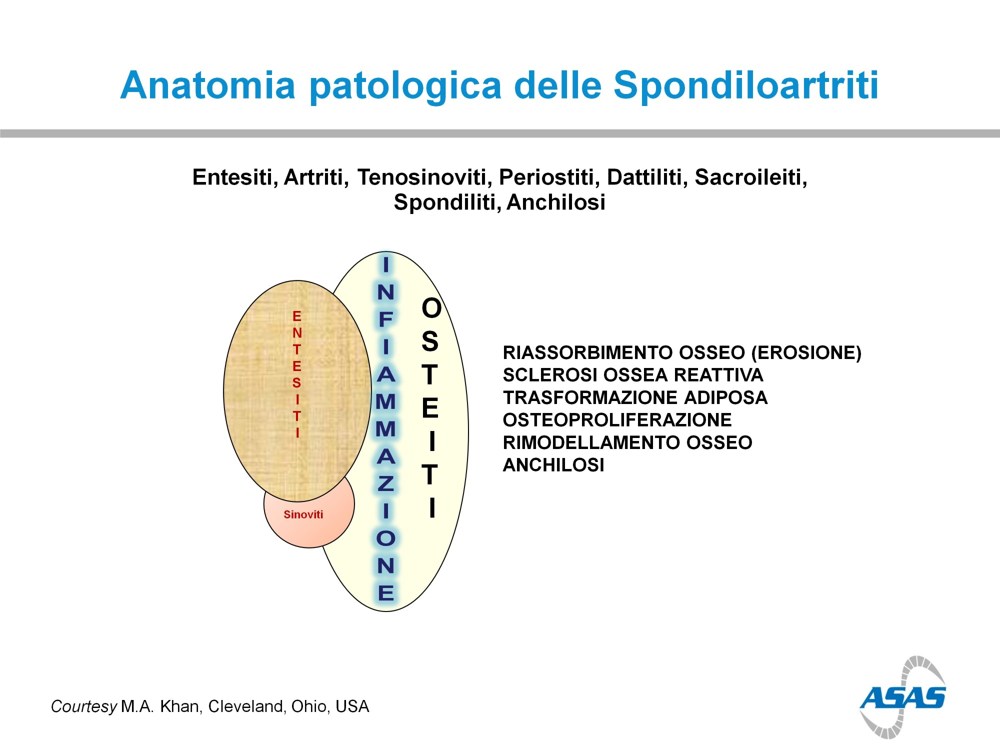 Anatomia patologica delle Spondiloartriti
Entesiti, Artriti, Tenosinoviti, Periostiti, Dattiliti, Sacroileiti,
Spondiliti, Anchilosi
ENTESITI
Sinoviti
INFIAMMAZIONE
OSTEITI
RIASSORBIMENTO OSSEO (EROSIONE)
SCLEROSI OSSEA REATTIVA
TRASFORMAZIONE ADIPOSA
OSTEOPROLIFERAZIONE
RIMODELLAMENTO OSSEO
ANCHILOSI
Courtesy M.A. Khan, Cleveland, Ohio, USA
ASAS